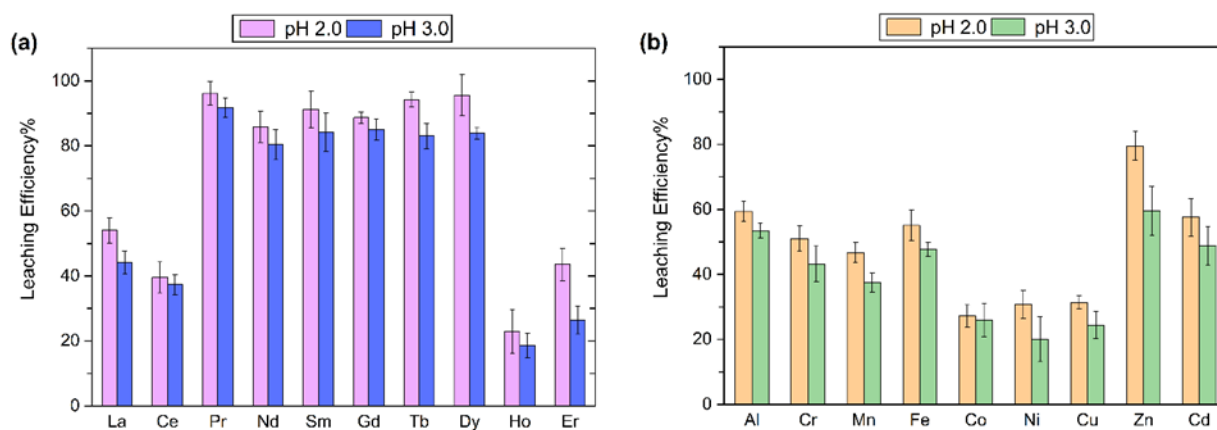 (a)
pH 2.0 pH 3.0
Leaching Efficiency%
100
80
60
40
20
0
La Ce Pr Nd Sm Gd Tb Dy Ho Er
(b)
pH 2.0 pH 3.0
Leaching Efficiency%
100
80
60
40
20
0
Al Cr Mn Fe Co Ni Cu Zn Cd